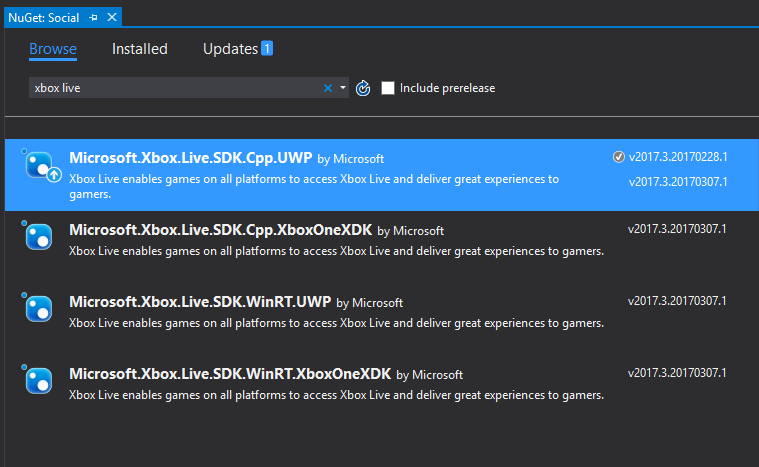 NuGet: Social
Browse Installed Updates 1
xbox live Include prerelease
Microsoft.Xbox.Live.SDK.Cpp.UWP by Microsoft v2017.3.20170228.1
Xbox Live enables games on all platforms to access Xbox Live and deliver great experiences to v2017.3.20170307.1
gamers.
Microsoft.Xbox.Live.SDK.Cpp.XboxOneXDK by Microsoft v2017.3.20170307.1
Xbox Live enables games on all platforms to access Xbox Live and deliver great experiences to gamers.
Microsoft.Xbox.Live.SDK.WinRT.UWP by Microsoft v2017.3.20170307.1
Xbox Live enables games on all platforms to access Xbox Live and deliver great experiences to gamers.
Microsoft.Xbox.Live.SDK.WinRT.XboxOneXDK by Microsoft v2017.3.20170307.1
Xbox Live enables games on all platforms to access Xbox Live and deliver great experiences to gamers.